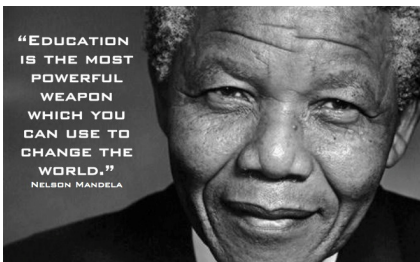 “EDUCATION
IS THE MOST
POWERFUL
WEAPON
WHICH YOU
CAN USE TO
CHANGE THE
WORLD.”
NELSON MANDELA